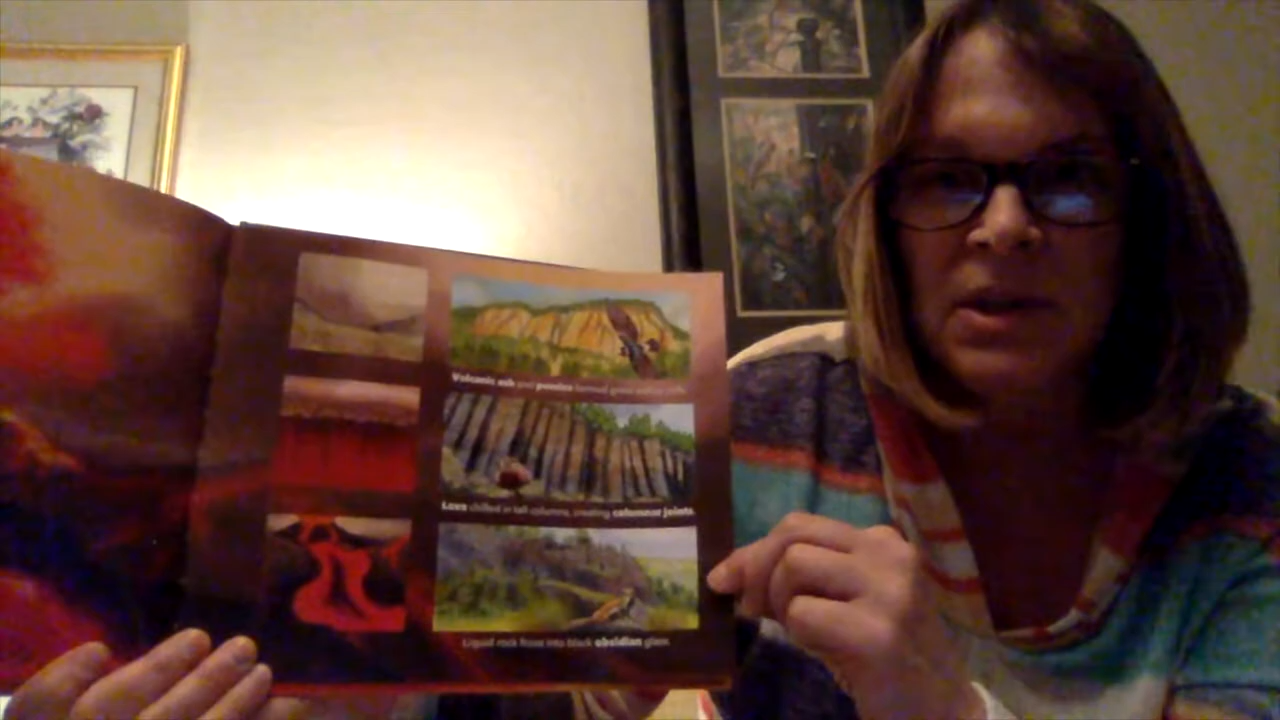 Volcanic ash and pumice formed
Lava chilled in tall columns, creating columnar joints.
Liquid rock froze into black obsidian glass.